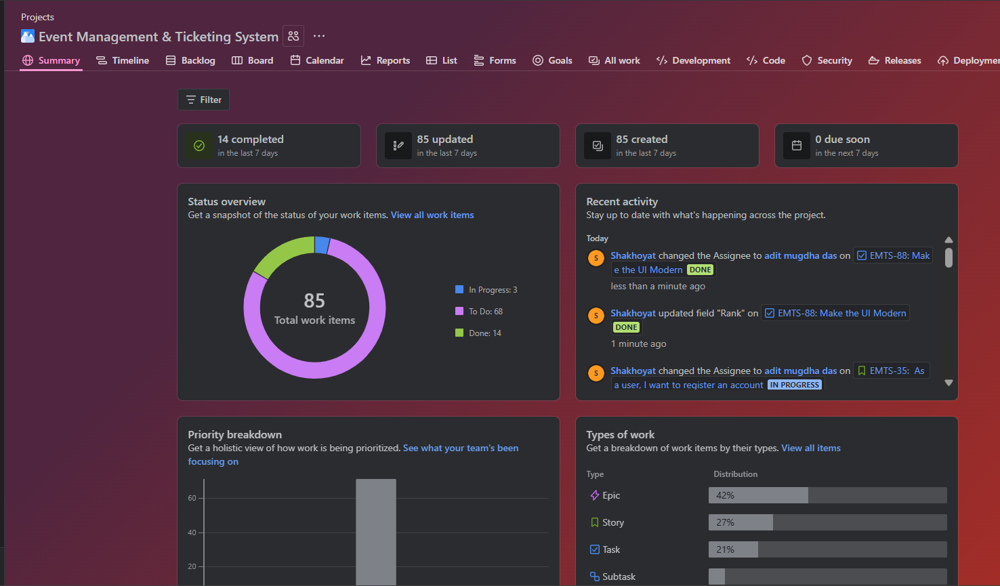 Projects
Event Management & Ticketing System
Summary Timeline Backlog Board Calendar Reports List Forms Goals All work Development Code Security Releases Deploymen
Filter
14 completed
in the last 7 days
85 updated
in the last 7 days
85 created
in the last 7 days
0 due soon
in the next 7 days
Status overview
Get a snapshot of the status of your work items. View all work items
85
Total work items
In Progress: 3
To Do: 68
Done: 14
Recent activity
Stay up to date with what's happening across the project.
Today
S
Shakhoyat changed the Assignee to adit mugdha das on EMTS-88: Mak
e the UI Modern DONE
less than a minute ago
S
Shakhoyat updated field "Rank" on EMTS-88: Make the UI Modern
DONE
1 minute ago
S
Shakhoyat changed the Assignee to adit mugdha das on EMTS-35: As
a user, I want to register an account IN PROGRESS
Priority breakdown
Get a holistic view of how work is being prioritized. See what your team's been
focusing on
60
40
20
Types of work
Get a breakdown of work items by their types. View all items
Type Distribution
Epic 42%
Story 27%
Task 21%
Subtask